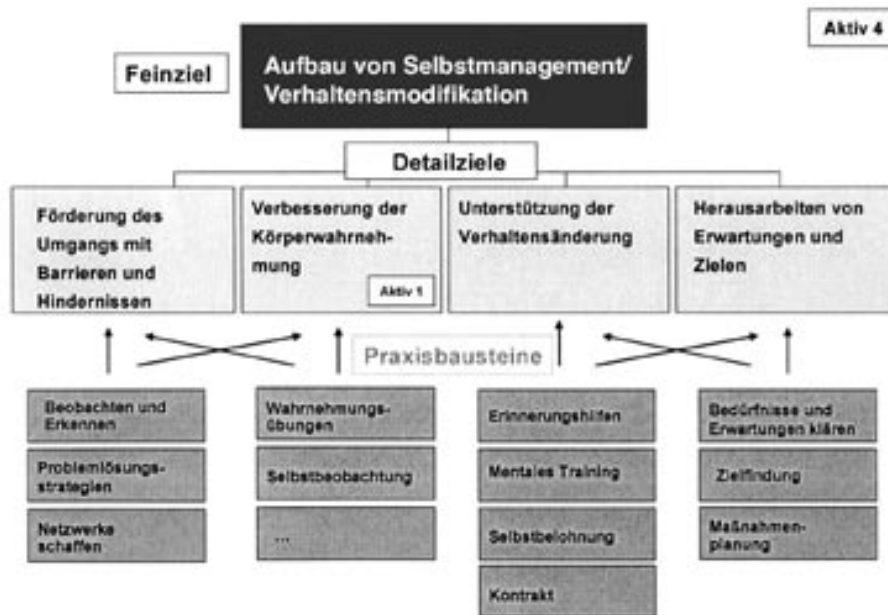 Aktiv 4
Feinziel
Aufbau von Selbstmanagement/
Verhaltensmodifikation
Detailziele
Förderung des
Umgangs mit
Barrieren und
Hindernissen
Verbesserung der
Körperwahrneh-
mung
Aktiv 1
Unterstützung der
Verhaltensänderung
Herausarbeiten von
Erwartungen und
Zielen
Praxisbausteine
Beobachten und
Erkennen
Problemlösungs-
strategien
Netzwerke
schaffen
Wahrnehmungs-
übungen
Selbstbeobachtung
...
Erinnerungshilfen
Mentales Training
Selbstbelohnung
Kontrakt
Bedürfnisse und
Erwartungen klären
Zielfindung
Maßnahmen-
planung